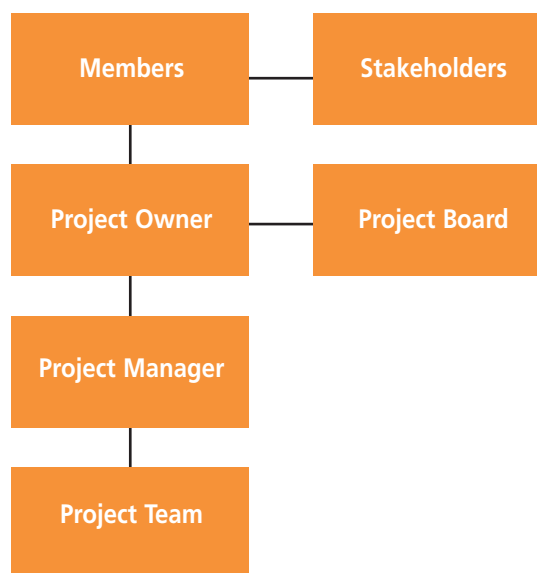 Members
Stakeholders
Project Owner
Project Board
Project Manager
Project Team